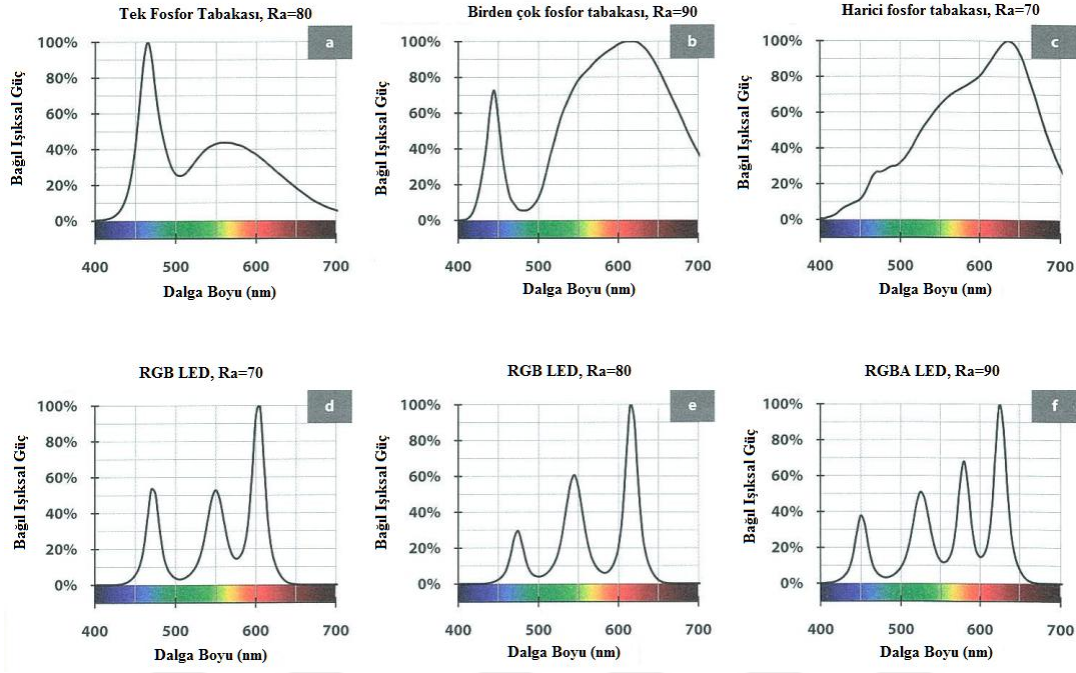 Tek Fosfor Tabakası, Ra=80
a
Bağıl Işıksal Güç
100%
80%
60%
40%
20%
0%
400 500 600 700
Dalga Boyu (nm)
Birden çok fosfor tabakası, Ra=90
b
Bağıl Işıksal Güç
100%
80%
60%
40%
20%
0%
400 500 600 700
Dalga Boyu (nm)
Harici fosfor tabakası, Ra=70
c
Bağıl Işıksal Güç
100%
80%
60%
40%
20%
0%
400 500 600 700
Dalga Boyu (nm)
RGB LED, Ra=70
d
Bağıl Işıksal Güç
100%
80%
60%
40%
20%
0%
400 500 600 700
Dalga Boyu (nm)
RGB LED, Ra=80
e
Bağıl Işıksal Güç
100%
80%
60%
40%
20%
0%
400 500 600 700
Dalga Boyu (nm)
RGBA LED, Ra=90
f
Bağıl Işıksal Güç
100%
80%
60%
40%
20%
0%
400 500 600 700
Dalga Boyu (nm)